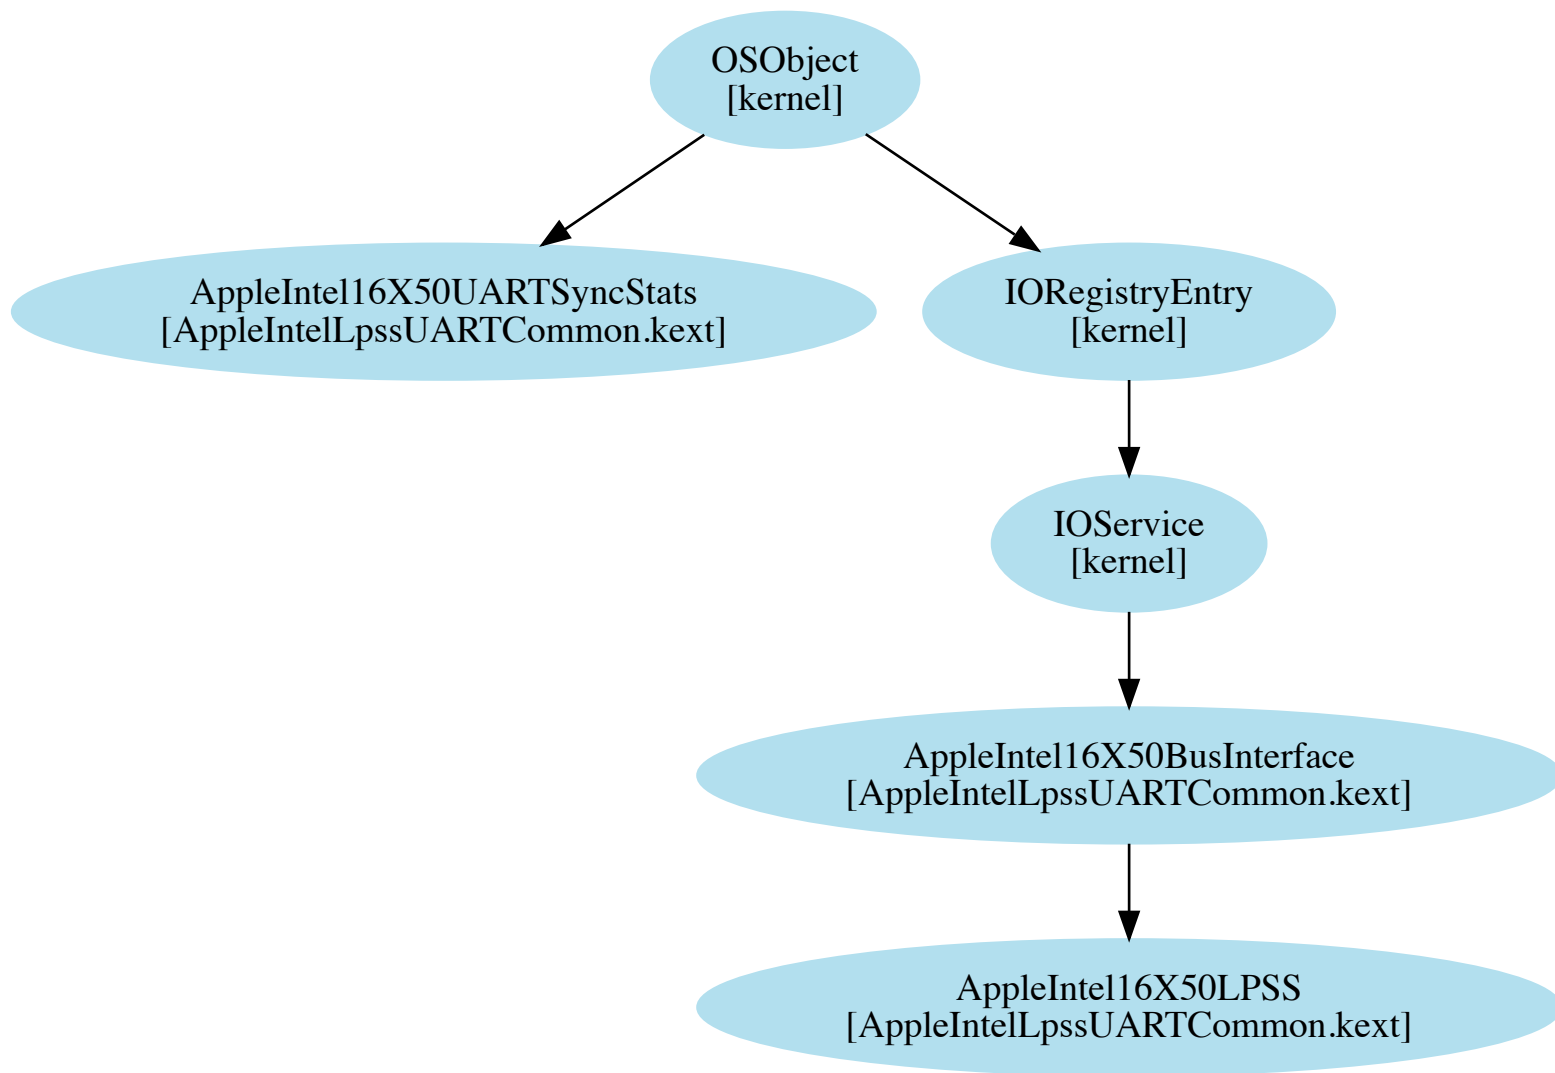 OSObject
[kernel]
AppleIntel16X50UARTSyncStats
[AppleIntelLpssUARTCommon.kext]
IORegistryEntry
[kernel]
IOService
[kernel]
AppleIntel16X50BusInterface
[AppleIntelLpssUARTCommon.kext]
AppleIntel16X50LPSS
[AppleIntelLpssUARTCommon.kext]